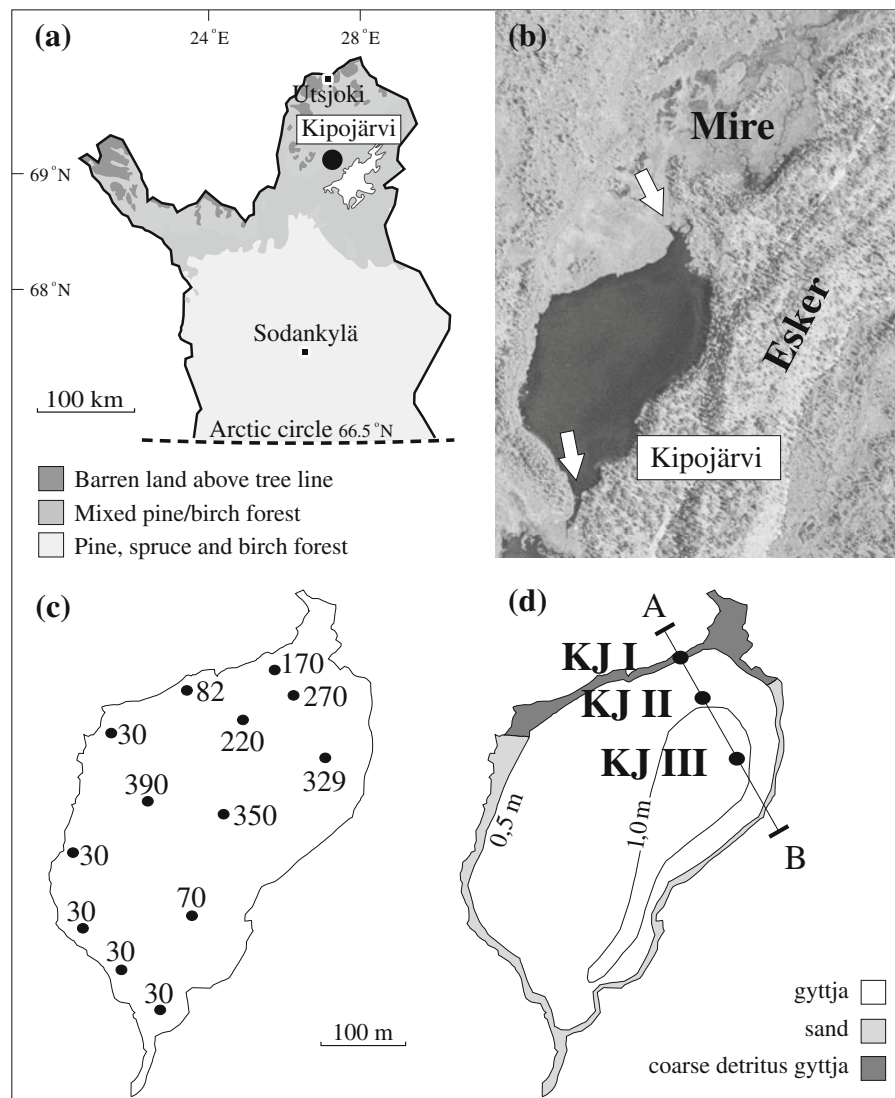 (a)
24°E
28°E
Utsjoki
Kipojärvi
69°N
68°N
Sodankylä
100 km
Arctic circle 66.5°N
Barren land above tree line
Mixed pine/birch forest
Pine, spruce and birch forest
(b)
Mire
Esker
Kipojärvi
(c)
170
82
270
30
220
329
390
350
30
70
30
30
30
100 m
(d)
A
KJ I
KJ II
KJ III
0,5 m
1,0 m
B
gyttja
sand
coarse detritus gyttja